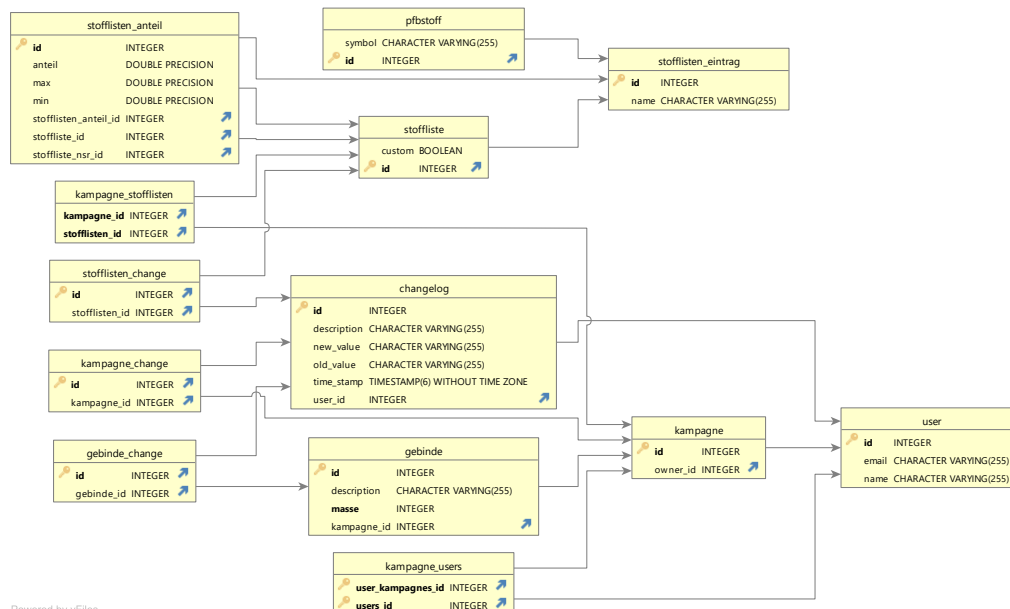 stofflisten_anteil
id INTEGER
anteil DOUBLE PRECISION
max DOUBLE PRECISION
min DOUBLE PRECISION
stofflisten_anteil_id INTEGER
stoffliste_id INTEGER
stoffliste_nsr_id INTEGER
pfbstoff
symbol CHARACTER VARYING(255)
id INTEGER
stofflisten_eintrag
id INTEGER
name CHARACTER VARYING(255)
stoffliste
custom BOOLEAN
id INTEGER
kampagne_stofflisten
kampagne_id INTEGER
stofflisten_id INTEGER
stofflisten_change
id INTEGER
stofflisten_id INTEGER
changelog
id INTEGER
description CHARACTER VARYING(255)
new_value CHARACTER VARYING(255)
old_value CHARACTER VARYING(255)
time_stamp TIMESTAMP(6) WITHOUT TIME ZONE
user_id INTEGER
kampagne_change
id INTEGER
kampagne_id INTEGER
gebinde_change
id INTEGER
gebinde_id INTEGER
gebinde
id INTEGER
description CHARACTER VARYING(255)
masse INTEGER
kampagne_id INTEGER
kampagne
id INTEGER
owner_id INTEGER
user
id INTEGER
email CHARACTER VARYING(255)
name CHARACTER VARYING(255)
kampagne_users
user_kampagnes_id INTEGER
users_id INTEGER
Powered by yFiles